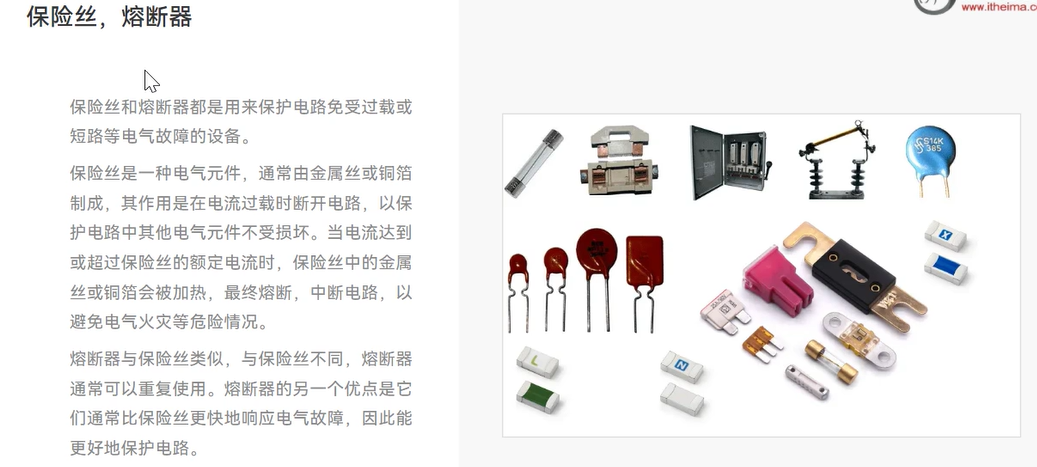 保险丝，熔断器
www.itheima.c
保险丝和熔断器都是用来保护电路免受过载或
短路等电气故障的设备。
保险丝是一种电气元件，通常由金属丝或铜箔
制成，其作用是在电流过载时断开电路，以保
护电路中其他电气元件不受损坏。当电流达到
或超过保险丝的额定电流时，保险丝中的金属
丝或铜箔会被加热，最终熔断，中断电路，以
避免电气火灾等危险情况。
熔断器与保险丝类似，与保险丝不同，熔断器
通常可以重复使用。熔断器的另一个优点是它
们通常比保险丝更快地响应电气故障，因此能
更好地保护电路。
S14K
385
X
L
N